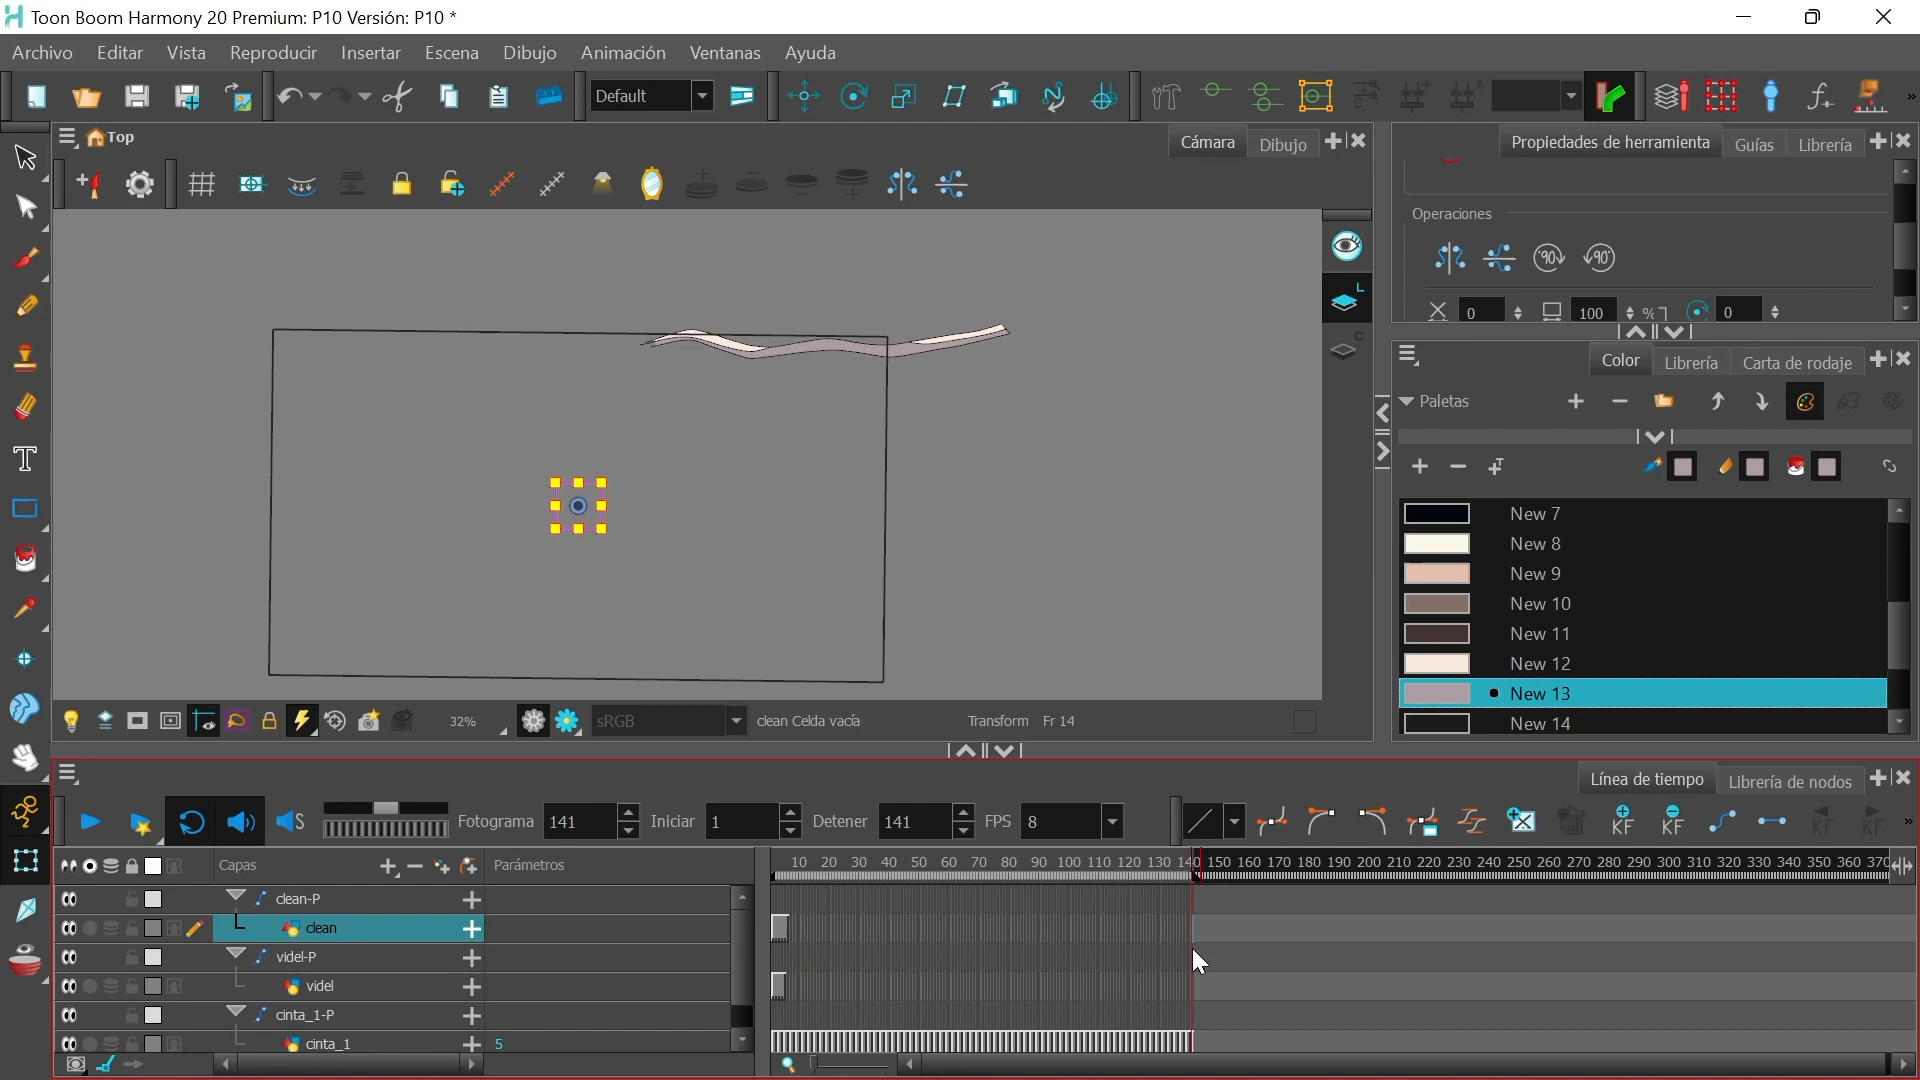 Toon Boom Harmony 20 Premium: P10 Versión: P10 *
Archivo Editar Vista Reproducir Insertar Escena Dibujo Animación Ventanas Ayuda
Default
Top
Cámara Dibujo
Propiedades de herramienta Guías Librería
Operaciones
90 90
0 100 % 0
L
C
Color Librería Carta de rodaje
Paletas
New 7
New 8
New 9
New 10
New 11
New 12
New 13
New 14
32% sRGB clean Celda vacía Transform Fr 14
Línea de tiempo Librería de nodos
Fotograma 141 Iniciar 1 Detener 141 FPS 8
KF KF KF KF
Capas Parámetros
10 20 30 40 50 60 70 80 90 100 110 120 130 140 150 160 170 180 190 200 210 220 230 240 250 260 270 280 290 300 310 320 330 340 350 360 370
clean-P
clean
videl-P
videl
cinta_1-P
cinta_1 5